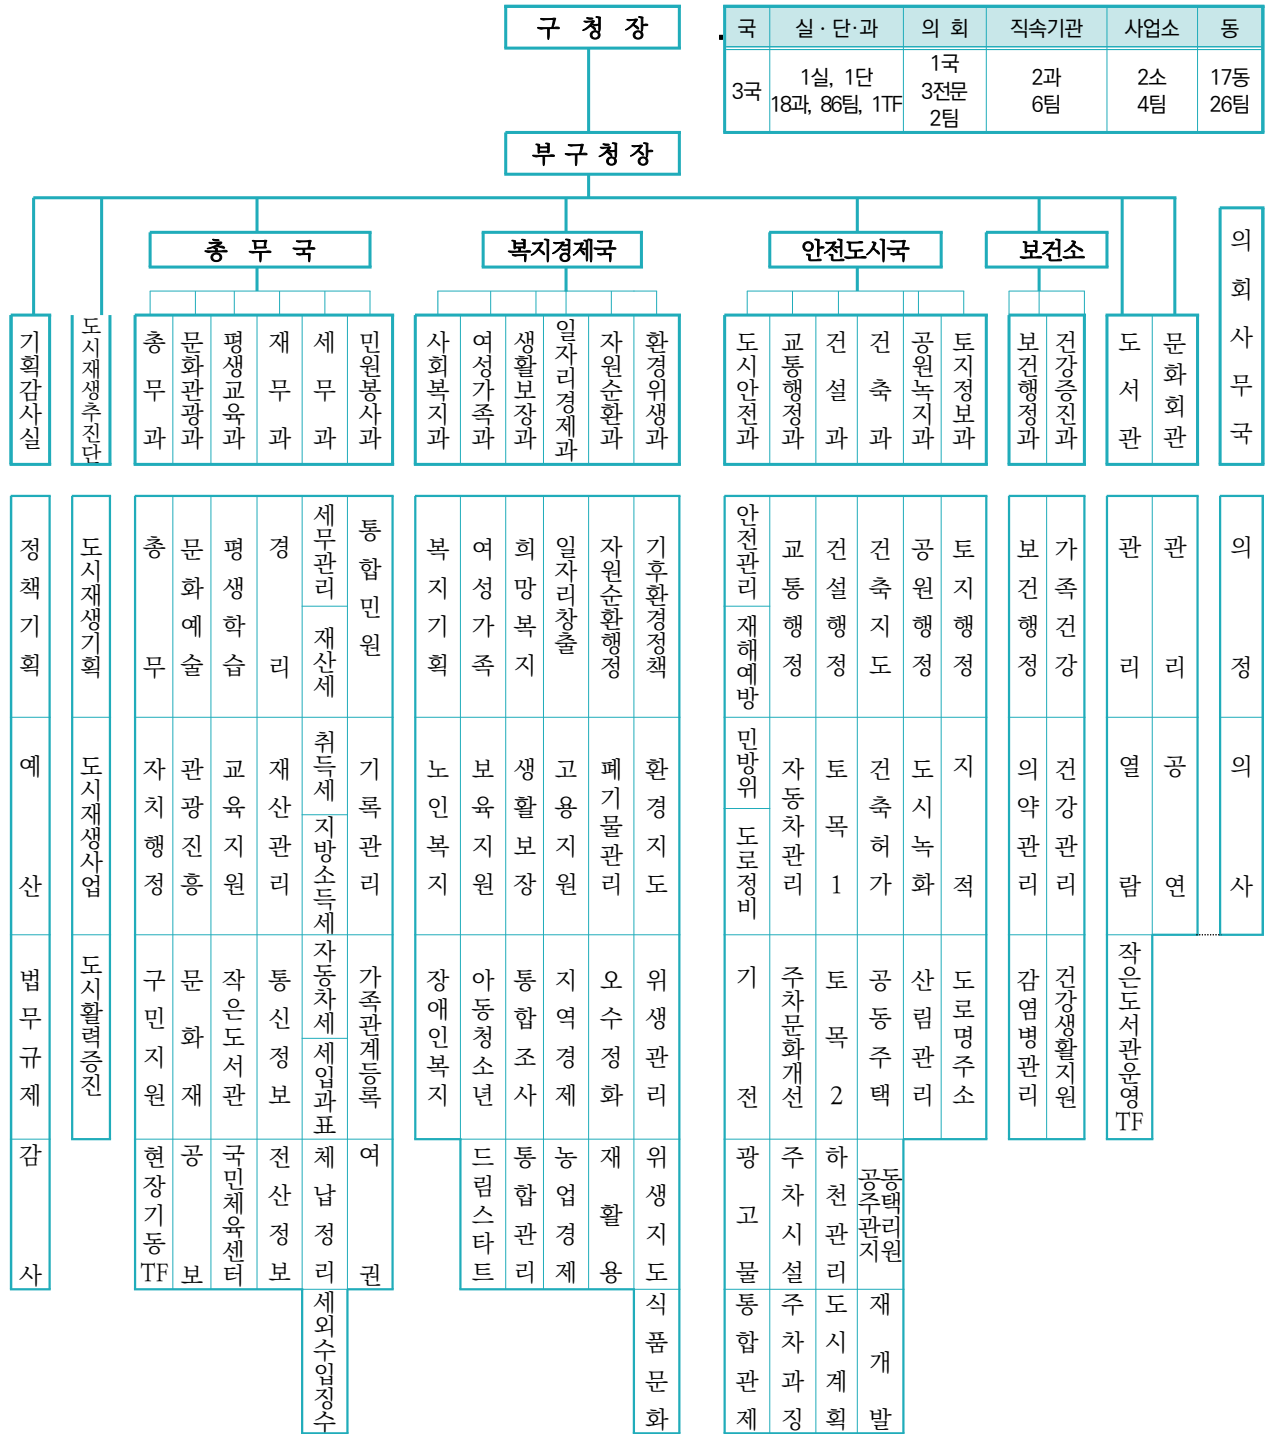 구 청 장
국 실·단·과 의 회 직속기관 사업소 동
3국 1실, 1단 18과, 86팀, 1TF 1국 3전문 2팀 2과 6팀 2소 4팀 17동 26팀
부 구 청 장
총 무 국
복지경제국
안전도시국
보건소
의회사무국
기획감사실
도시재생추진단
총무과
문화관광과
평생교육과
재무과
세무과
민원봉사과
사회복지과
여성가족과
생활보장과
일자리경제과
자원순환과
환경위생과
도시안전과
교통행정과
건설과
건축과
공원녹지과
토지정보과
보건행정과
건강증진과
도서관
문화회관
정책기획
도시재생기획
총무
문화예술
평생학습
경리
세무관리
재산세
통합민원
복지기획
여성가족
희망복지
일자리창출
자원순환행정
기후환경정책
안전관리
재해예방
교통행정
건설행정
건축지도
공원행정
토지행정
보건행정
가족건강
관리
관리
의정
예산
도시재생사업
자치행정
관광진흥
교육지원
재산관리
취득세
지방소득세
기록관리
노인복지
보육지원
생활보장
고용지원
폐기물관리
환경지도
민방위
도로정비
자동차관리
토목1
건축허가
도시녹화
지적
의약관리
건강관리
열람
공연
의사
법무규제
도시활력증진
구민지원
문화재
작은도서관
통신정보
자동차세
세입과표
가족관계등록
장애인복지
아동청소년
통합조사
지역경제
오수정화
위생관리
기전
주차문화개선
토목2
공동주택
산림관리
도로명주소
감염병관리
건강생활지원
작은도서관운영TF
감사
현장기동TF
공보
국민체육센터
전산정보
체납정리
여권
드림스타트
통합관리
농업경제
재활용
위생지도
광고물
주차시설
하천관리
공동주택관리지원
세외수입징수
식품문화
통합관제
주차과징
도시계획
재개발